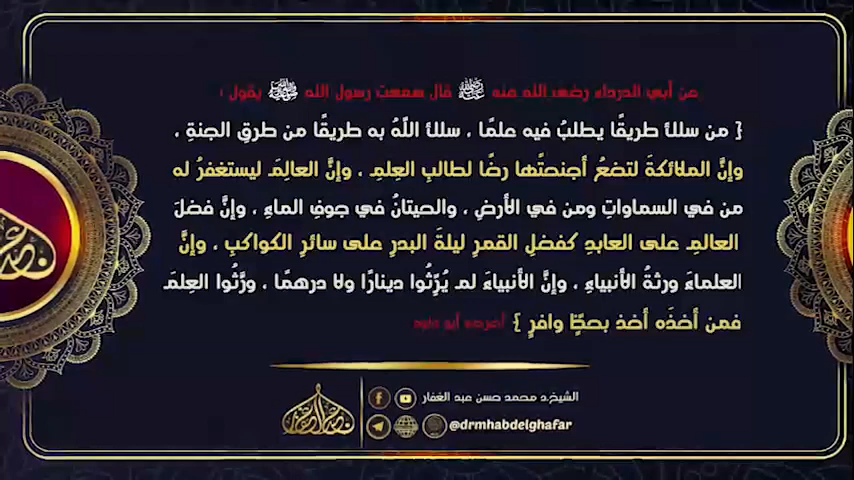 عن أبي الدرداء رضي الله عنه ﷺ قال سمعت رسول الله ﷺ يقول :
{ من سلك طريقًا يطلبُ فيه علمًا ، سلك اللهُ به طريقًا من طرقِ الجنةِ ،
وإنَّ الملائكةَ لتضعُ أجنحتَها رضًا لطالبِ العِلمِ ، وإنَّ العالِمَ ليستغفرُ له
من في السماواتِ ومن في الأرضِ ، والحيتانُ في جوفِ الماءِ ، وإنَّ فضلَ
العالمِ على العابدِ كفضلِ القمرِ ليلةَ البدرِ على سائرِ الكواكبِ ، وإنَّ
العلماءَ ورثةُ الأنبياءِ ، وإنَّ الأنبياءَ لم يُورِّثُوا دينارًا ولا درهمًا ، ورَّثُوا العِلمَ
فمن أخذَه أخذ بحظٍّ وافرٍ } أخرجه أبو داود
الشيخ.د محمد حسن عبد الغفار
@drmhabdelghafar